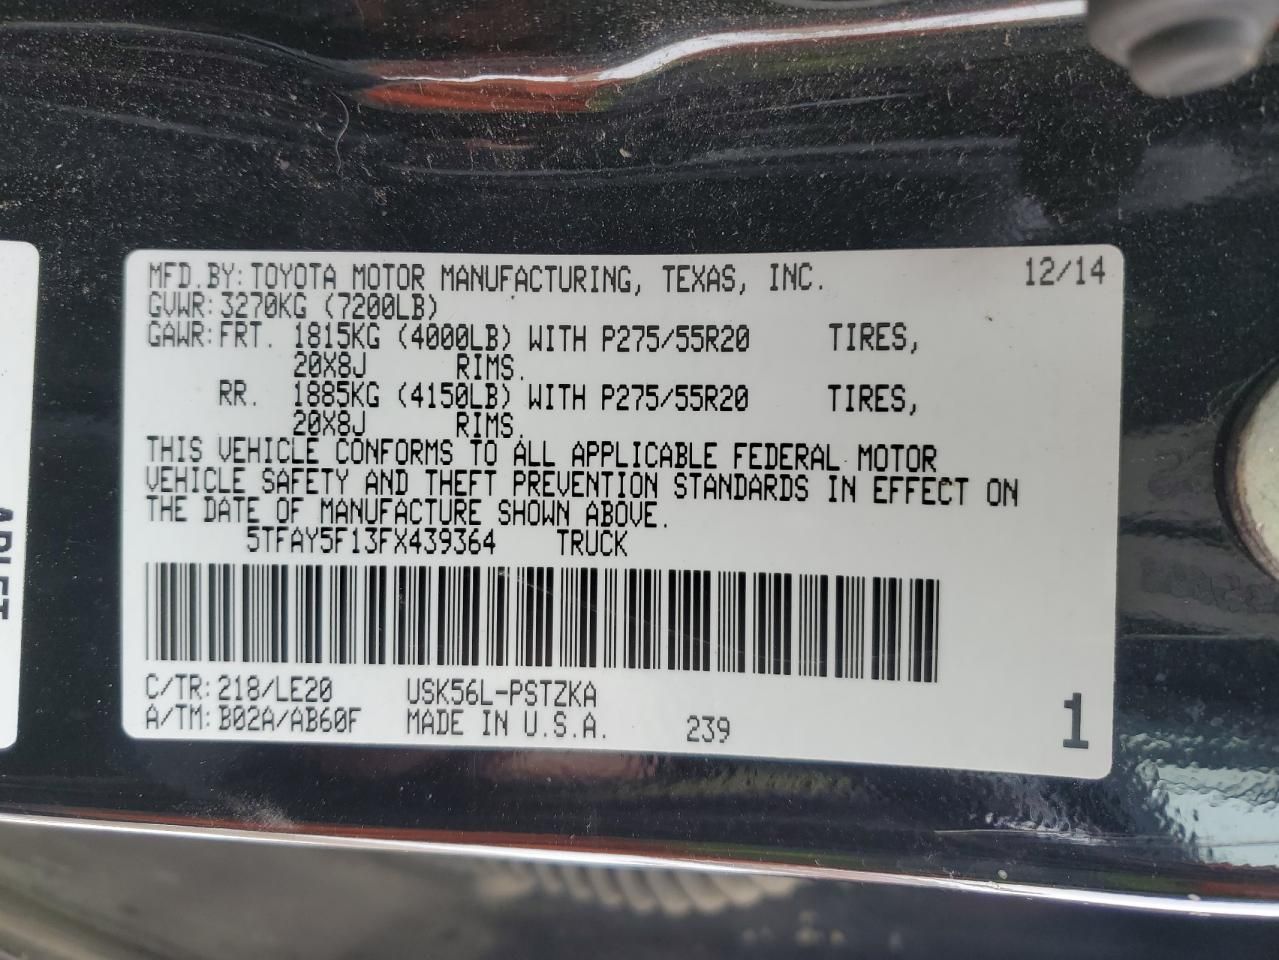 MFD.BY: TOYOTA MOTOR MANUFACTURING, TEXAS, INC. 12/14
GVWR: 3270KG (7200LB)
GAWR: FRT. 1815KG (4000LB) WITH P275/55R20 TIRES,
20X8J RIMS.
RR. 1885KG (4150LB) WITH P275/55R20 TIRES,
20X8J RIMS.
THIS VEHICLE CONFORMS TO ALL APPLICABLE FEDERAL MOTOR
VEHICLE SAFETY AND THEFT PREVENTION STANDARDS IN EFFECT ON
THE DATE OF MANUFACTURE SHOWN ABOVE.
5TFAY5F13FX439364 TRUCK
C/TR: 218/LE20 USK56L-PSTZKA
A/TM: B02A/AB60F MADE IN U.S.A. 239 1